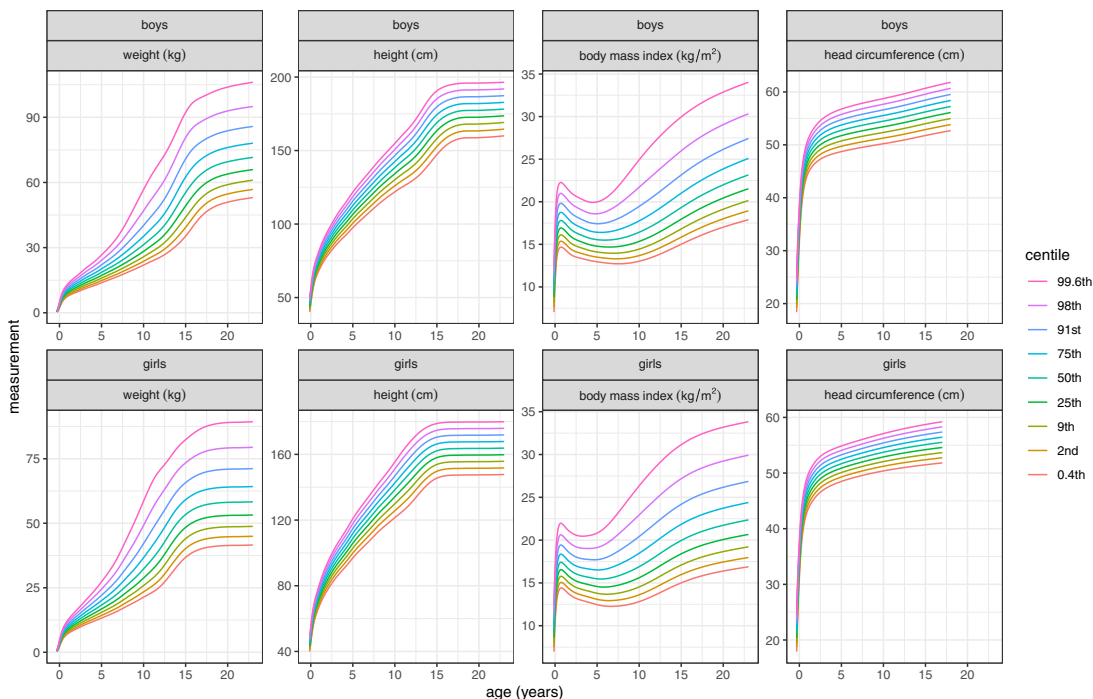 boys boys boys boys
weight (kg) height (cm) body mass index (kg/m²) head circumference (cm)
90
60
30
0
200
150
100
50
35
30
25
20
15
10
60
50
40
30
20
0 5 10 15 20 0 5 10 15 20 0 5 10 15 20 0 5 10 15 20
girls girls girls girls
weight (kg) height (cm) body mass index (kg/m²) head circumference (cm)
75
50
25
0
160
120
80
40
35
30
25
20
15
10
60
50
40
30
20
0 5 10 15 20 0 5 10 15 20 0 5 10 15 20 0 5 10 15 20
measurement
age (years)
centile
99.6th
98th
91st
75th
50th
25th
9th
2nd
0.4th